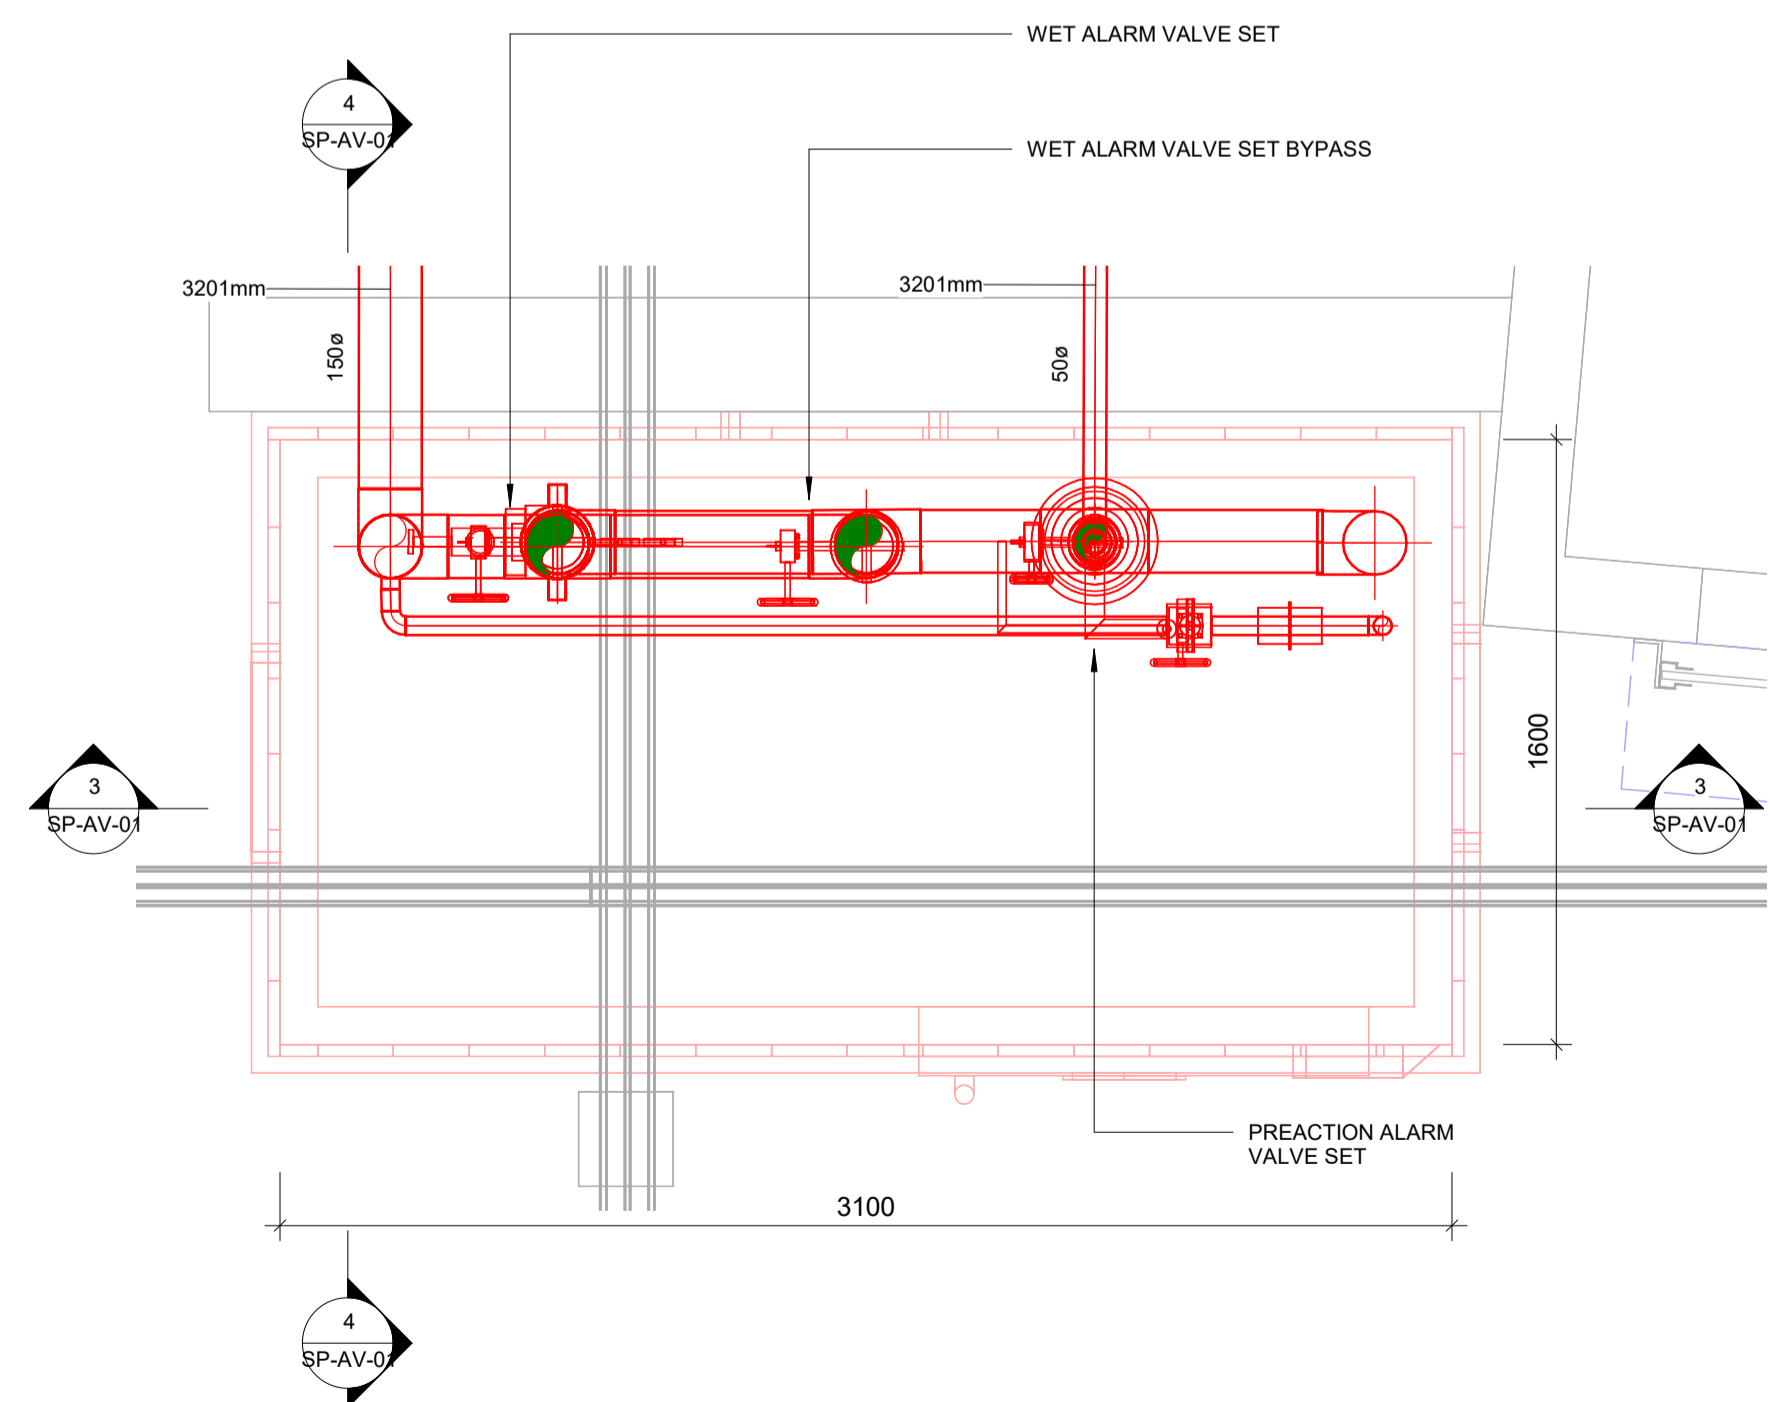 WET ALARM VALVE SET
4
SP-AV-01
WET ALARM VALVE SET BYPASS
3201mm
3201mm
150ø
50ø
1600
3
SP-AV-01
3
SP-AV-01
PREACTION ALARM
VALVE SET
3100
4
SP-AV-01